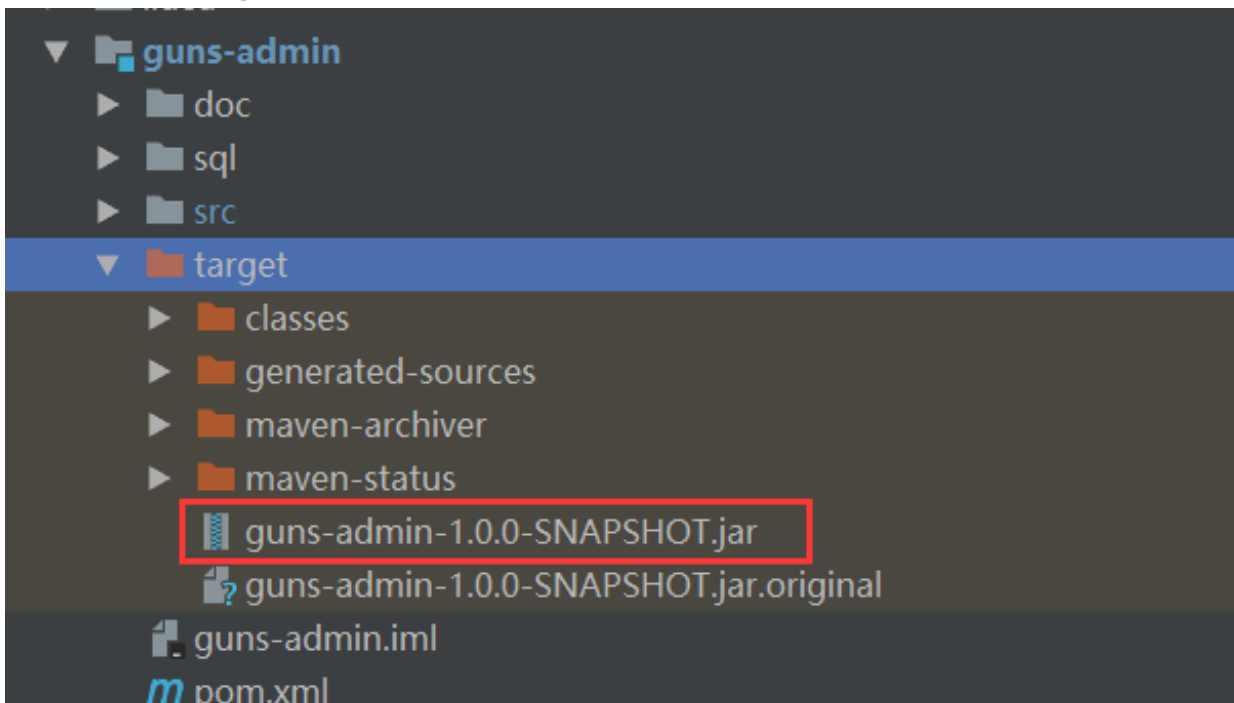 guns-admin
doc
sql
src
target
classes
generated-sources
maven-archiver
maven-status
guns-admin-1.0.0-SNAPSHOT.jar
guns-admin-1.0.0-SNAPSHOT.jar.original
guns-admin.iml
pom.xml